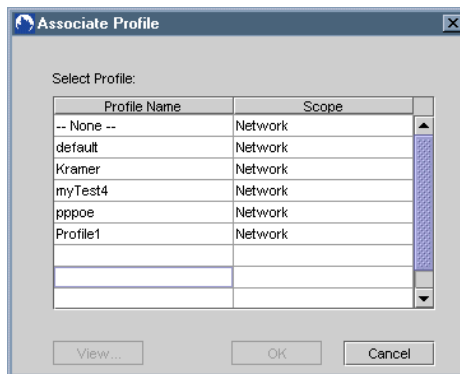 Associate Profile
Select Profile:
Profile Name Scope
-- None -- Network
default Network
Kramer Network
myTest4 Network
pppoe Network
Profile1 Network
View... OK Cancel